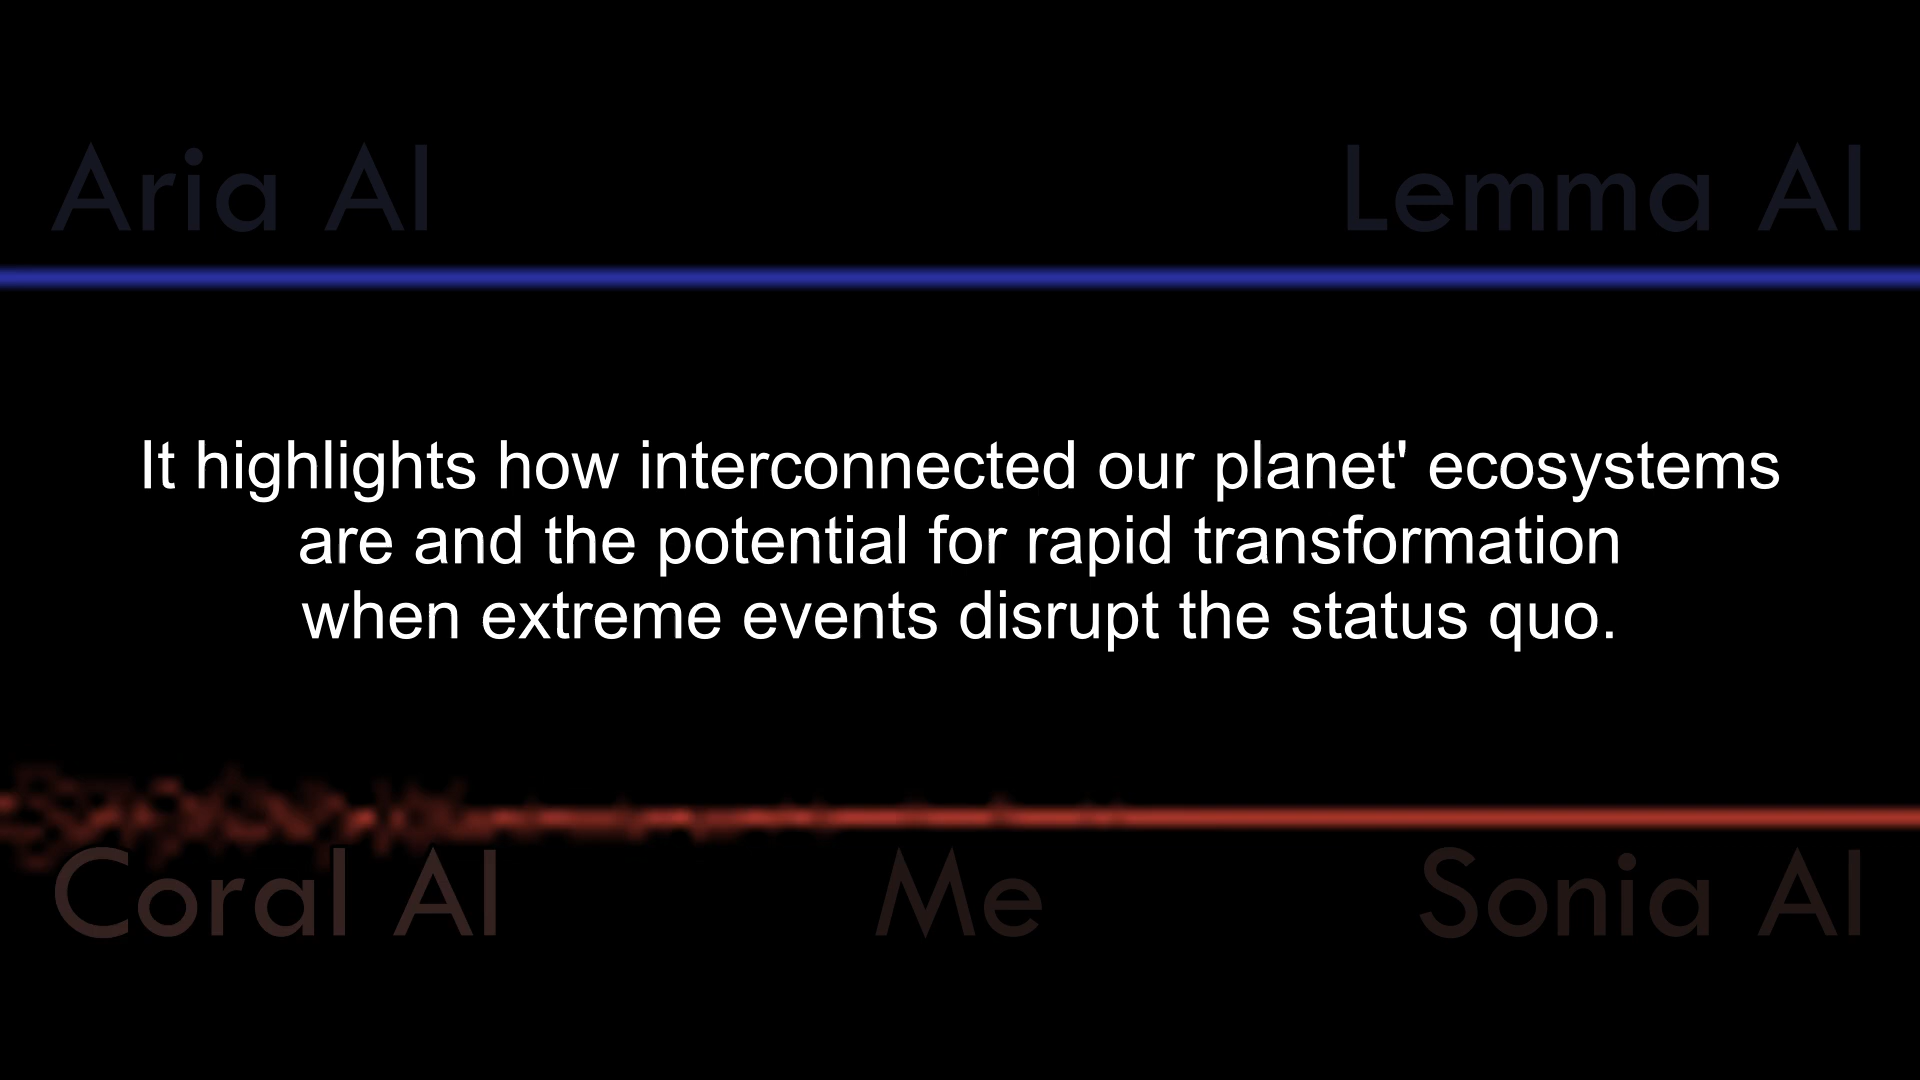 Aria AI
Lemma AI
It highlights how interconnected our planet' ecosystems
are and the potential for rapid transformation
when extreme events disrupt the status quo.
Coral AI
Me
Sonia AI